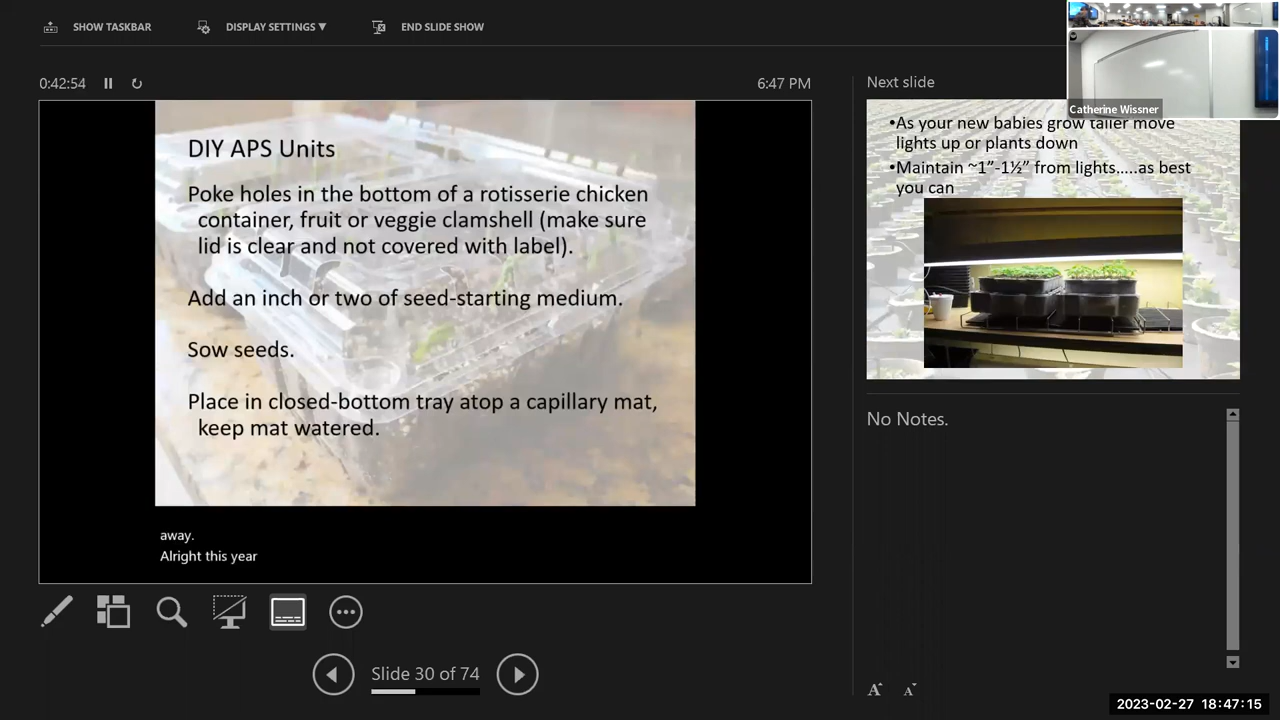 SHOW TASKBAR
DISPLAY SETTINGS ▼
END SLIDE SHOW
0:42:54
6:47 PM
DIY APS Units
Poke holes in the bottom of a rotisserie chicken
container, fruit or veggie clamshell (make sure
lid is clear and not covered with label).
Add an inch or two of seed-starting medium.
Sow seeds.
Place in closed-bottom tray atop a capillary mat,
keep mat watered.
away.
Alright this year
Slide 30 of 74
Next slide
Catherine Wissner
•As your new babies grow taller move
lights up or plants down
•Maintain ~1”-1½” from lights.....as best
you can
No Notes.
A A
2023-02-27 18:47:15